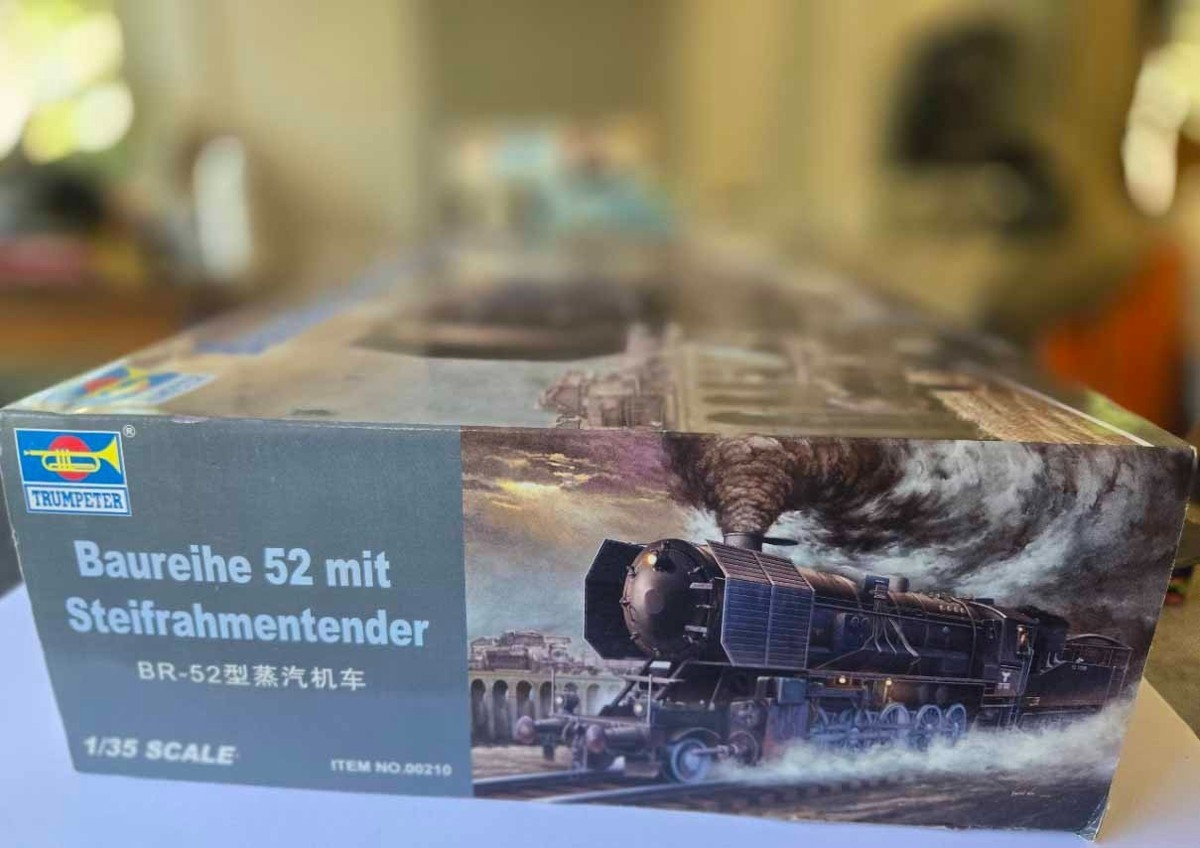 ®
TRUMPETER
Baureihe 52 mit
Steifrahmentender
BR-52型蒸汽机车
1/35 SCALE
ITEM NO.00210